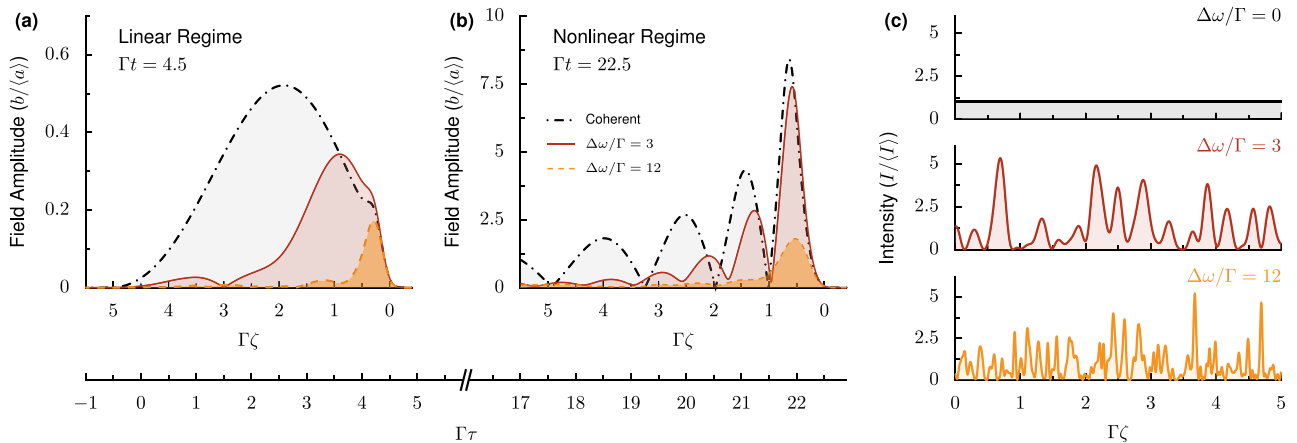 (a)
Linear Regime
Γt = 4.5
Field Amplitude (b/⟨a⟩)
0.6
0.4
0.2
0
5 4 3 2 1 0
Γζ
(b)
Nonlinear Regime
Γt = 22.5
Field Amplitude (b/⟨a⟩)
10
7.5
5
2.5
0
Coherent
Δω/Γ = 3
Δω/Γ = 12
5 4 3 2 1 0
Γζ
−1 0 1 2 3 4 5 17 18 19 20 21 22
Γτ
(c)
Δω/Γ = 0
5
2.5
0
Δω/Γ = 3
Intensity (I/⟨I⟩)
5
2.5
0
Δω/Γ = 12
5
2.5
0
0 1 2 3 4 5
Γζ